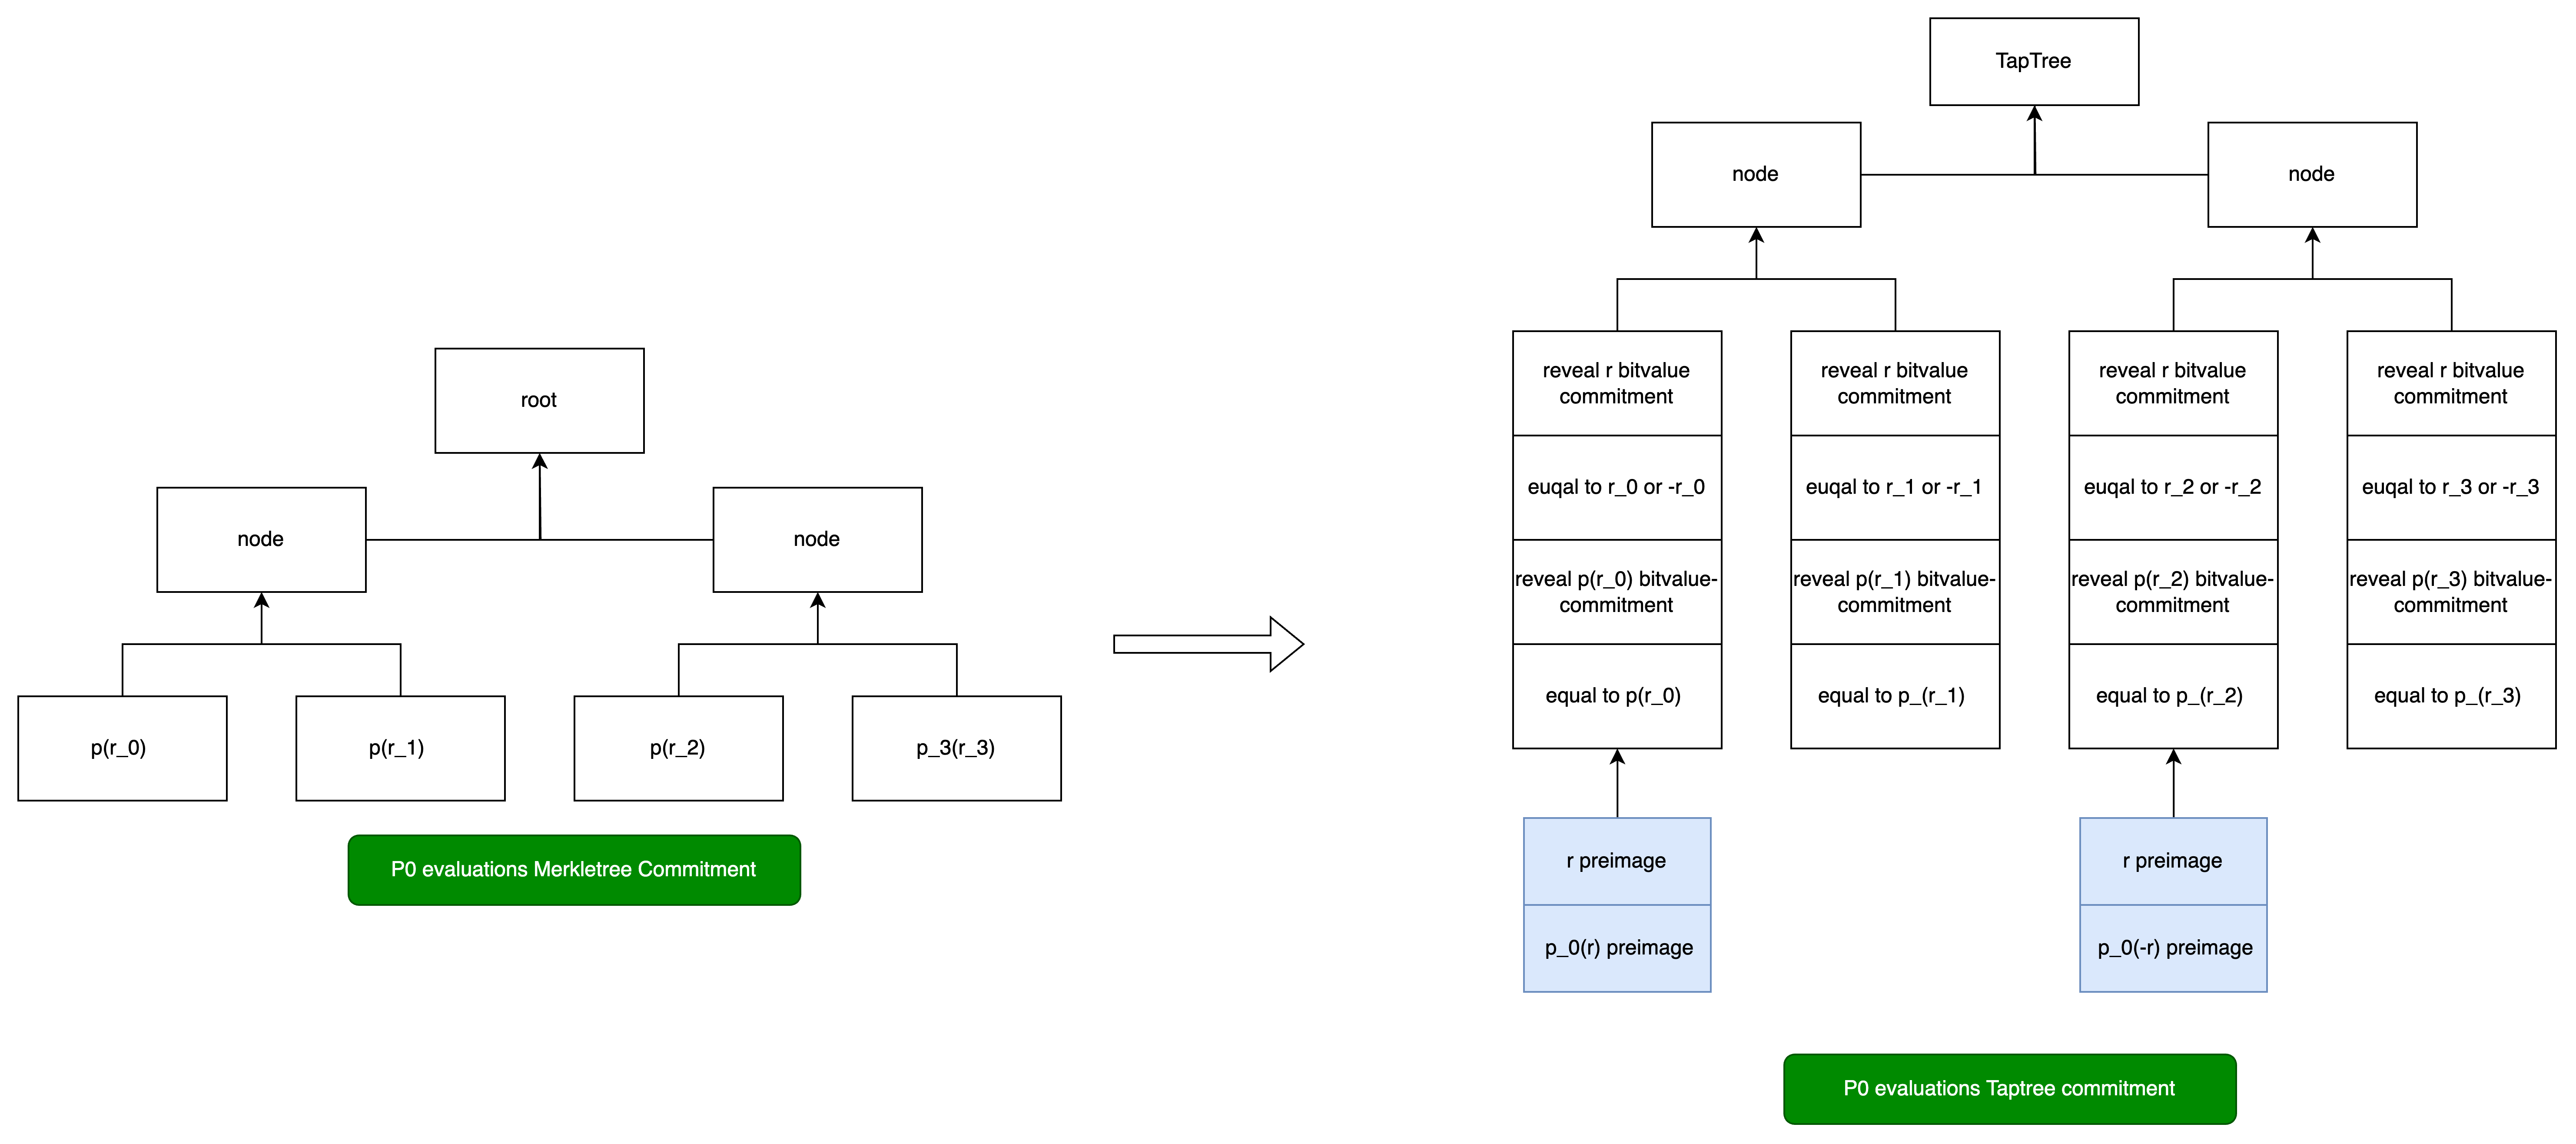 TapTree
node
node
reveal r bitvalue
commitment
reveal r bitvalue
commitment
reveal r bitvalue
commitment
reveal r bitvalue
commitment
root
euqal to r_0 or -r_0
euqal to r_1 or -r_1
euqal to r_2 or -r_2
euqal to r_3 or -r_3
node
node
reveal p(r_0) bitvalue-
commitment
reveal p(r_1) bitvalue-
commitment
reveal p(r_2) bitvalue-
commitment
reveal p(r_3) bitvalue-
commitment
equal to p(r_0)
equal to p_(r_1)
equal to p_(r_2)
equal to p_(r_3)
p(r_0)
p(r_1)
p(r_2)
p_3(r_3)
P0 evaluations Merkletree Commitment
r preimage
r preimage
p_0(r) preimage
p_0(-r) preimage
P0 evaluations Taptree commitment